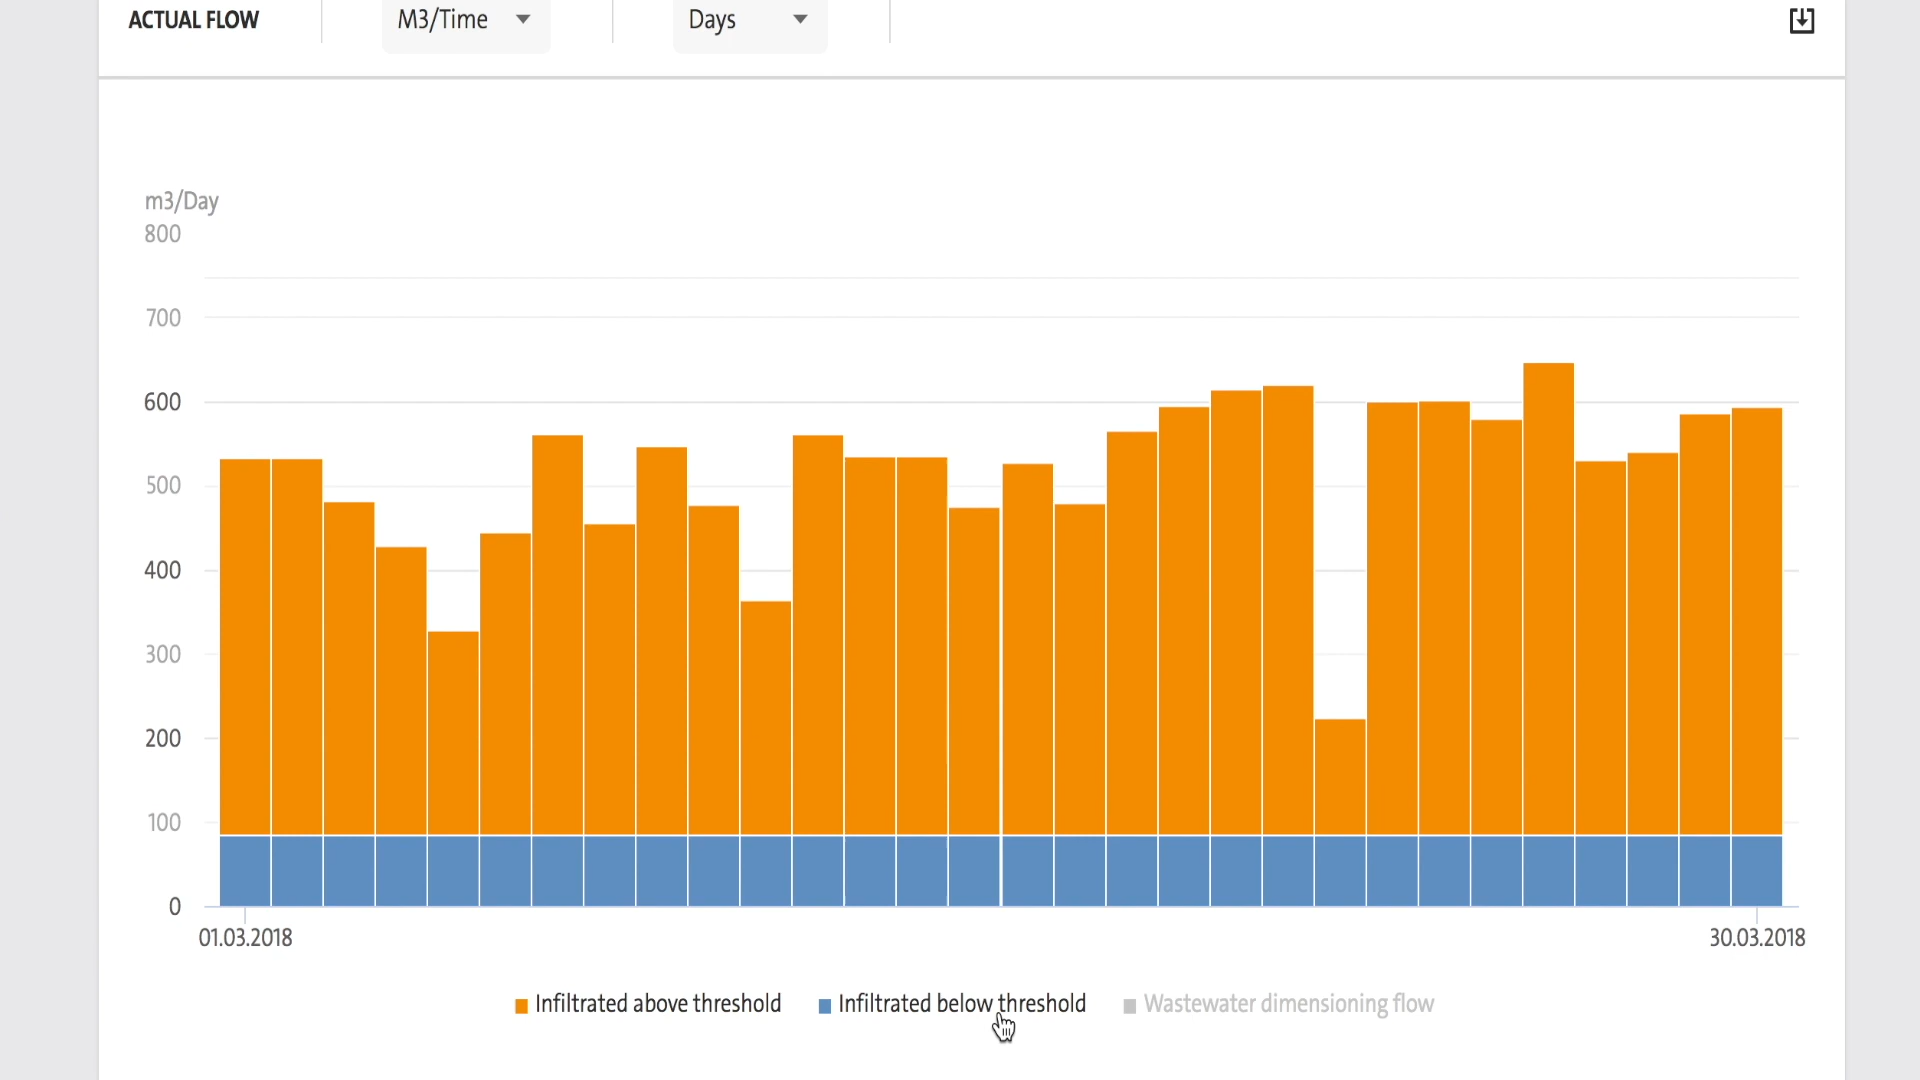 ACTUAL FLOW
M3/Time
Days
m3/Day
800
700
600
500
400
300
200
100
0
01.03.2018
30.03.2018
Infiltrated above threshold
Infiltrated below threshold
Wastewater dimensioning flow